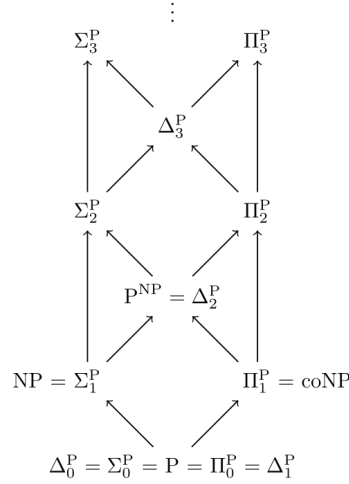 ⋮
Σ₃ᴾ Π₃ᴾ
Δ₃ᴾ
Σ₂ᴾ Π₂ᴾ
Pᴺᴾ = Δ₂ᴾ
NP = Σ₁ᴾ Π₁ᴾ = coNP
Δ₀ᴾ = Σ₀ᴾ = P = Π₀ᴾ = Δ₁ᴾ